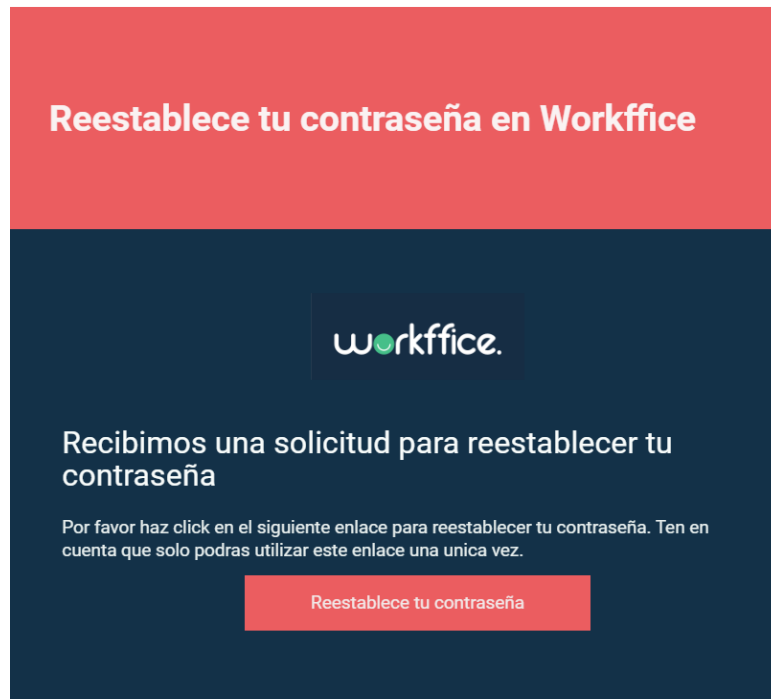 Reestablece tu contraseña en Workffice
workffice.
Recibimos una solicitud para reestablecer tu
contraseña
Por favor haz click en el siguiente enlace para reestablecer tu contraseña. Ten en
cuenta que solo podras utilizar este enlace una unica vez.
Reestablece tu contraseña